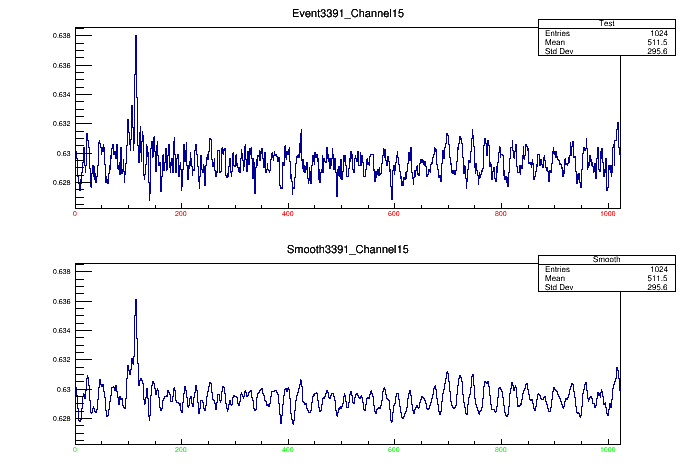 Event3391_Channel15
Test
Entries 1024
Mean 511.5
Std Dev 295.6
0.638
0.636
0.634
0.632
0.63
0.628
0 200 400 600 800 1000
Smooth3391_Channel15
Smooth
Entries 1024
Mean 511.5
Std Dev 295.6
0.638
0.636
0.634
0.632
0.63
0.628
0 200 400 600 800 1000